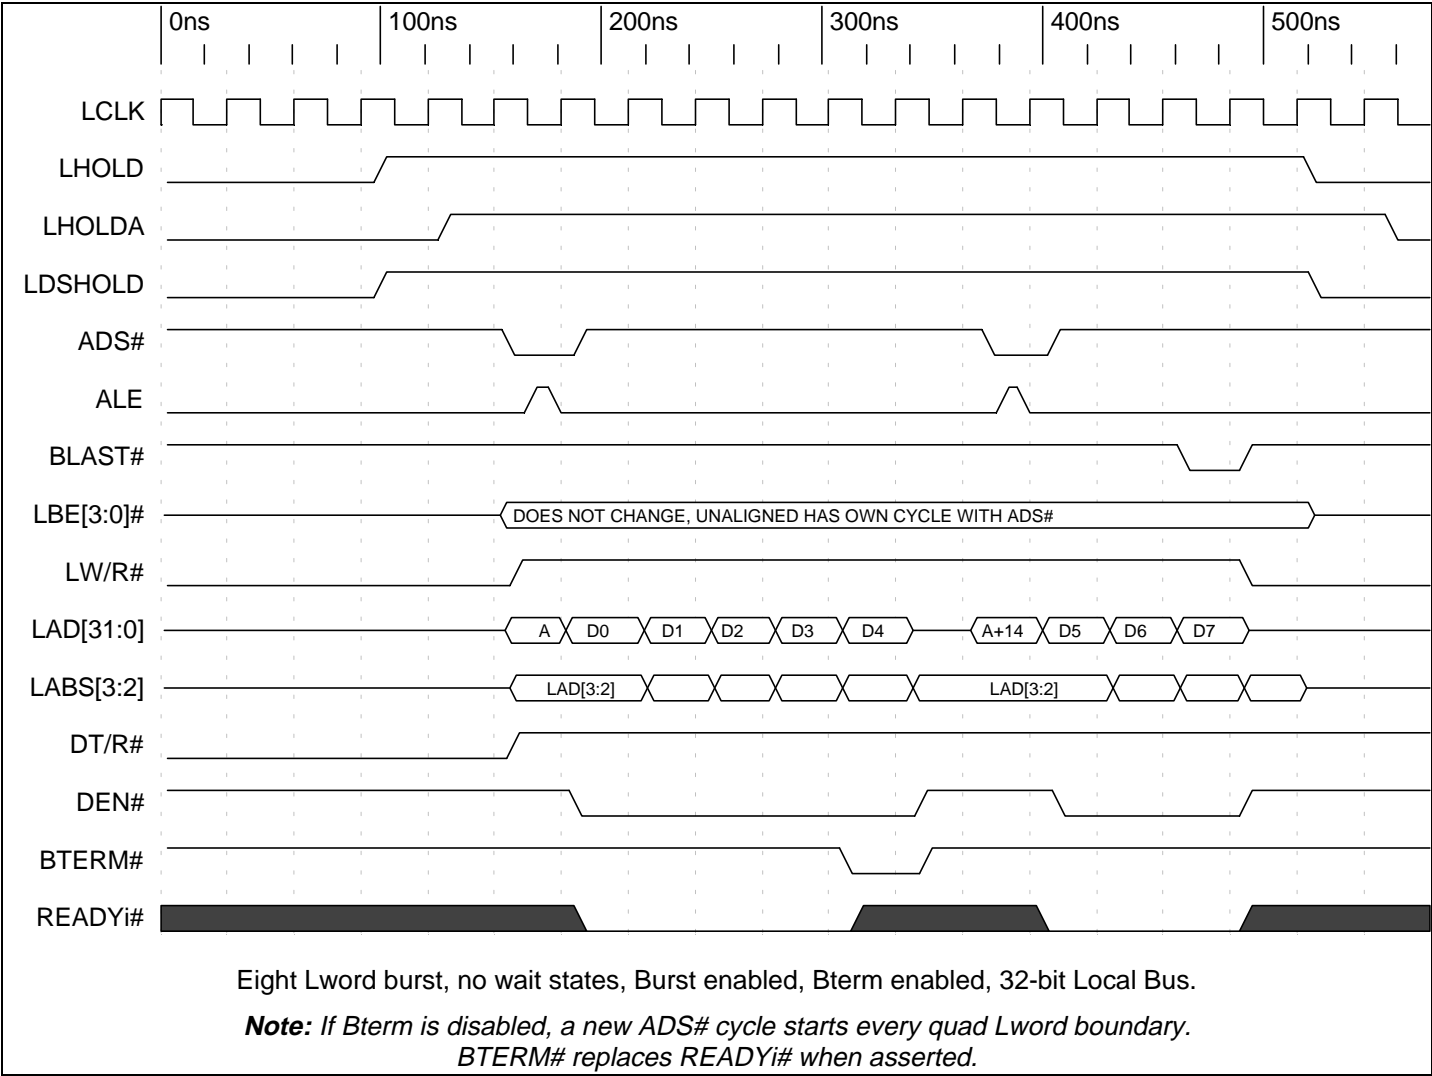 0ns 100ns 200ns 300ns 400ns 500ns
LCLK
LHOLD
LHOLDA
LDSHOLD
ADS#
ALE
BLAST#
LBE[3:0]# DOES NOT CHANGE, UNALIGNED HAS OWN CYCLE WITH ADS#
LW/R#
LAD[31:0] A D0 D1 D2 D3 D4 A+14 D5 D6 D7
LABS[3:2] LAD[3:2] LAD[3:2]
DT/R#
DEN#
BTERM#
READYi#
Eight Lword burst, no wait states, Burst enabled, Bterm enabled, 32-bit Local Bus.
Note: If Bterm is disabled, a new ADS# cycle starts every quad Lword boundary.
BTERM# replaces READYi# when asserted.